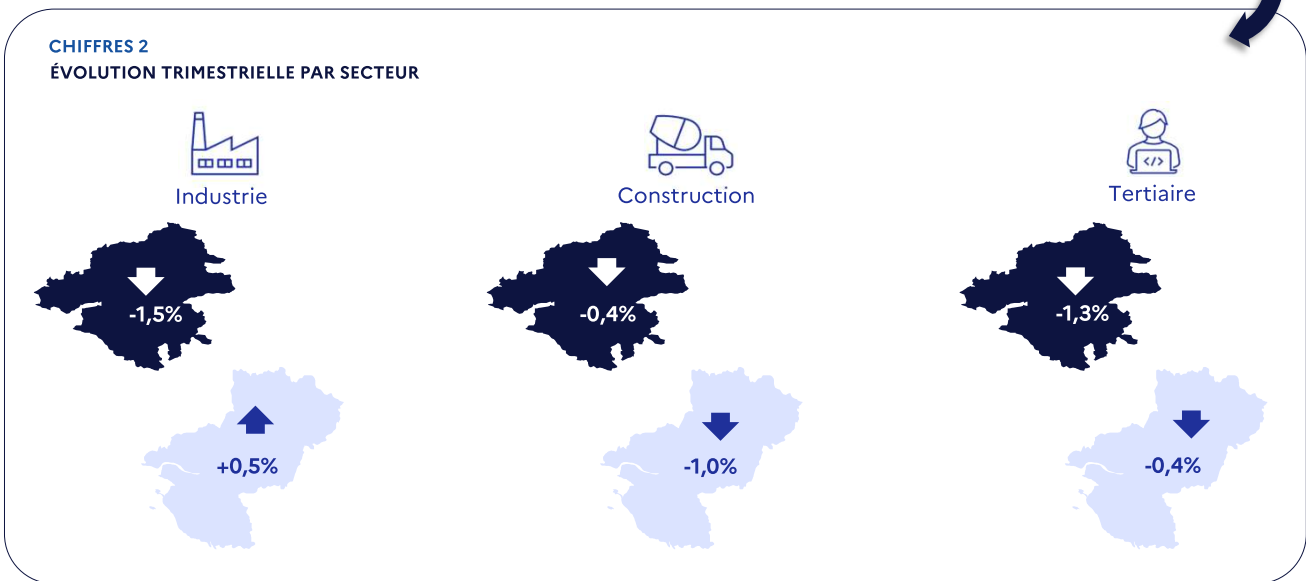 CHIFFRES 2
ÉVOLUTION TRIMESTRIELLE PAR SECTEUR
</>
Industrie
Construction
Tertiaire
-1,5%
-0,4%
-1,3%
+0,5%
-1,0%
-0,4%